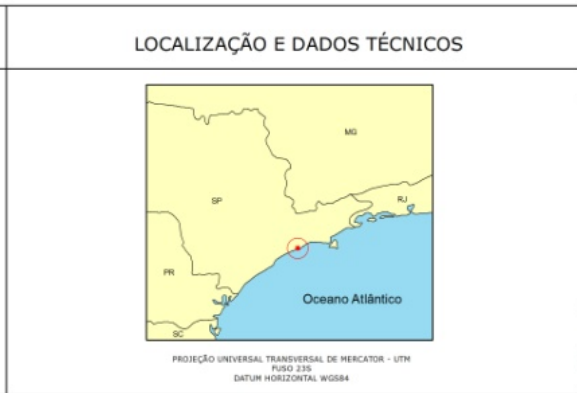 LOCALIZAÇÃO E DADOS TÉCNICOS
MG
SP
RJ
PR
Oceano Atlântico
SC
PROJEÇÃO UNIVERSAL TRANSVERSAL DE MERCATOR - UTM
FUSO 23S
DATUM HORIZONTAL WGS84